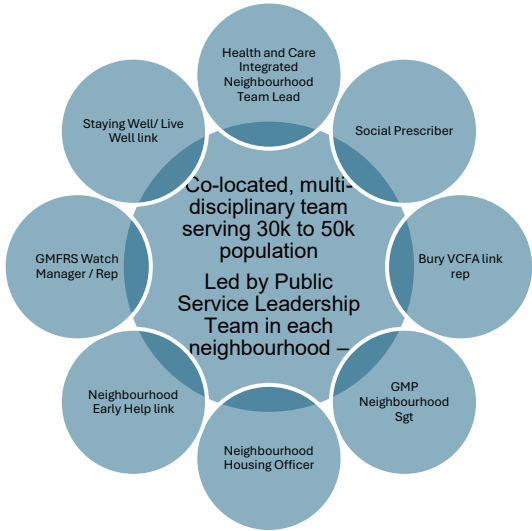 Health and Care
Integrated
Neighbourhood
Team Lead
Staying Well/ Live
Well link
Social Prescriber
Co-located, multi-
disciplinary team
serving 30k to 50k
population
Led by Public
Service Leadership
Team in each
neighbourhood –
GMFRS Watch
Manager / Rep
Bury VCFA link
rep
Neighbourhood
Early Help link
GMP
Neighbourhood
Sgt
Neighbourhood
Housing Officer